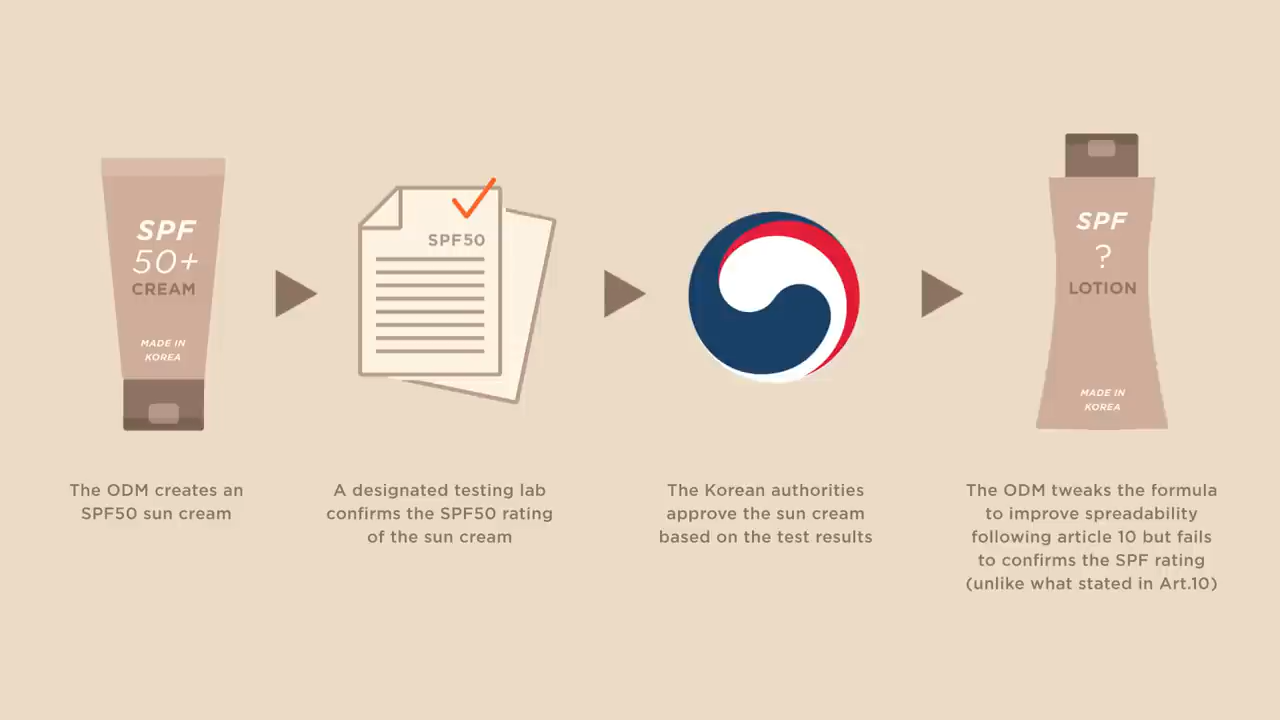 SPF
50+
CREAM
MADE IN
KOREA
The ODM creates an
SPF50 sun cream
SPF50
A designated testing lab
confirms the SPF50 rating
of the sun cream
The Korean authorities
approve the sun cream
based on the test results
SPF
?
LOTION
MADE IN
KOREA
The ODM tweaks the formula
to improve spreadability
following article 10 but fails
to confirms the SPF rating
(unlike what stated in Art.10)